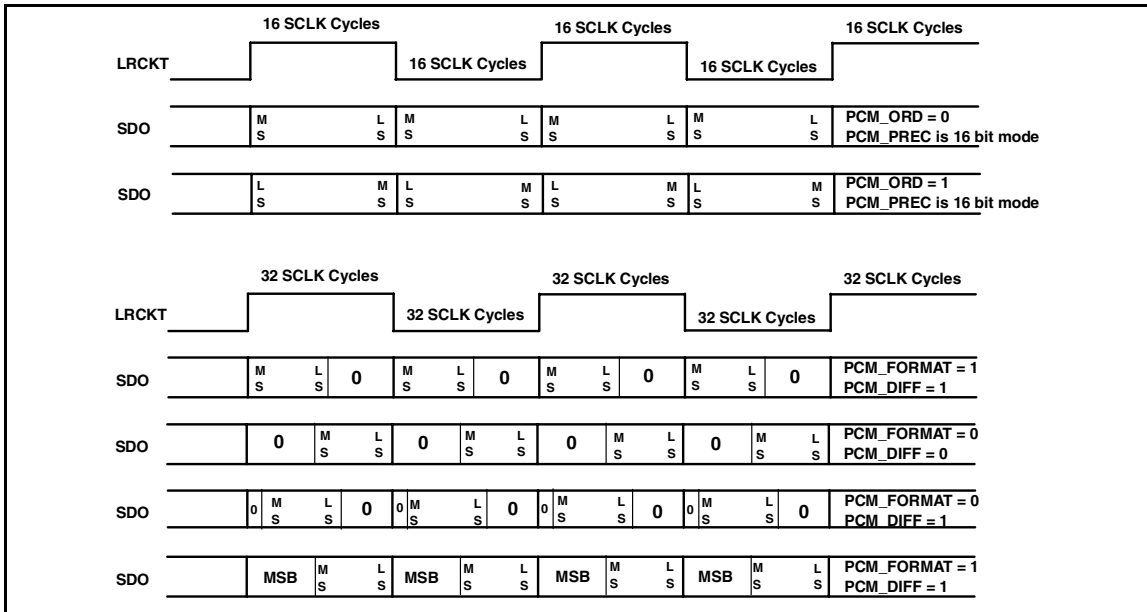 16 SCLK Cycles 16 SCLK Cycles 16 SCLK Cycles
LRCKT 16 SCLK Cycles 16 SCLK Cycles
SDO M L M L M L M L PCM_ORD = 0
S S S S S S S S PCM_PREC is 16 bit mode
SDO L M L M L M L M PCM_ORD = 1
S S S S S S S S PCM_PREC is 16 bit mode
32 SCLK Cycles 32 SCLK Cycles 32 SCLK Cycles
LRCKT 32 SCLK Cycles 32 SCLK Cycles
SDO M L 0 M L 0 M L 0 M L 0 PCM_FORMAT = 1
S S S S S S S S PCM_DIFF = 1
SDO 0 M L 0 M L 0 M L 0 M L PCM_FORMAT = 0
S S S S S S S S PCM_DIFF = 0
SDO 0 M L 0 0 M L 0 0 M L 0 0 M L 0 PCM_FORMAT = 0
S S S S S S S S PCM_DIFF = 1
SDO MSB M L MSB M L MSB M L MSB M L PCM_FORMAT = 1
S S S S S S S S PCM_DIFF = 1